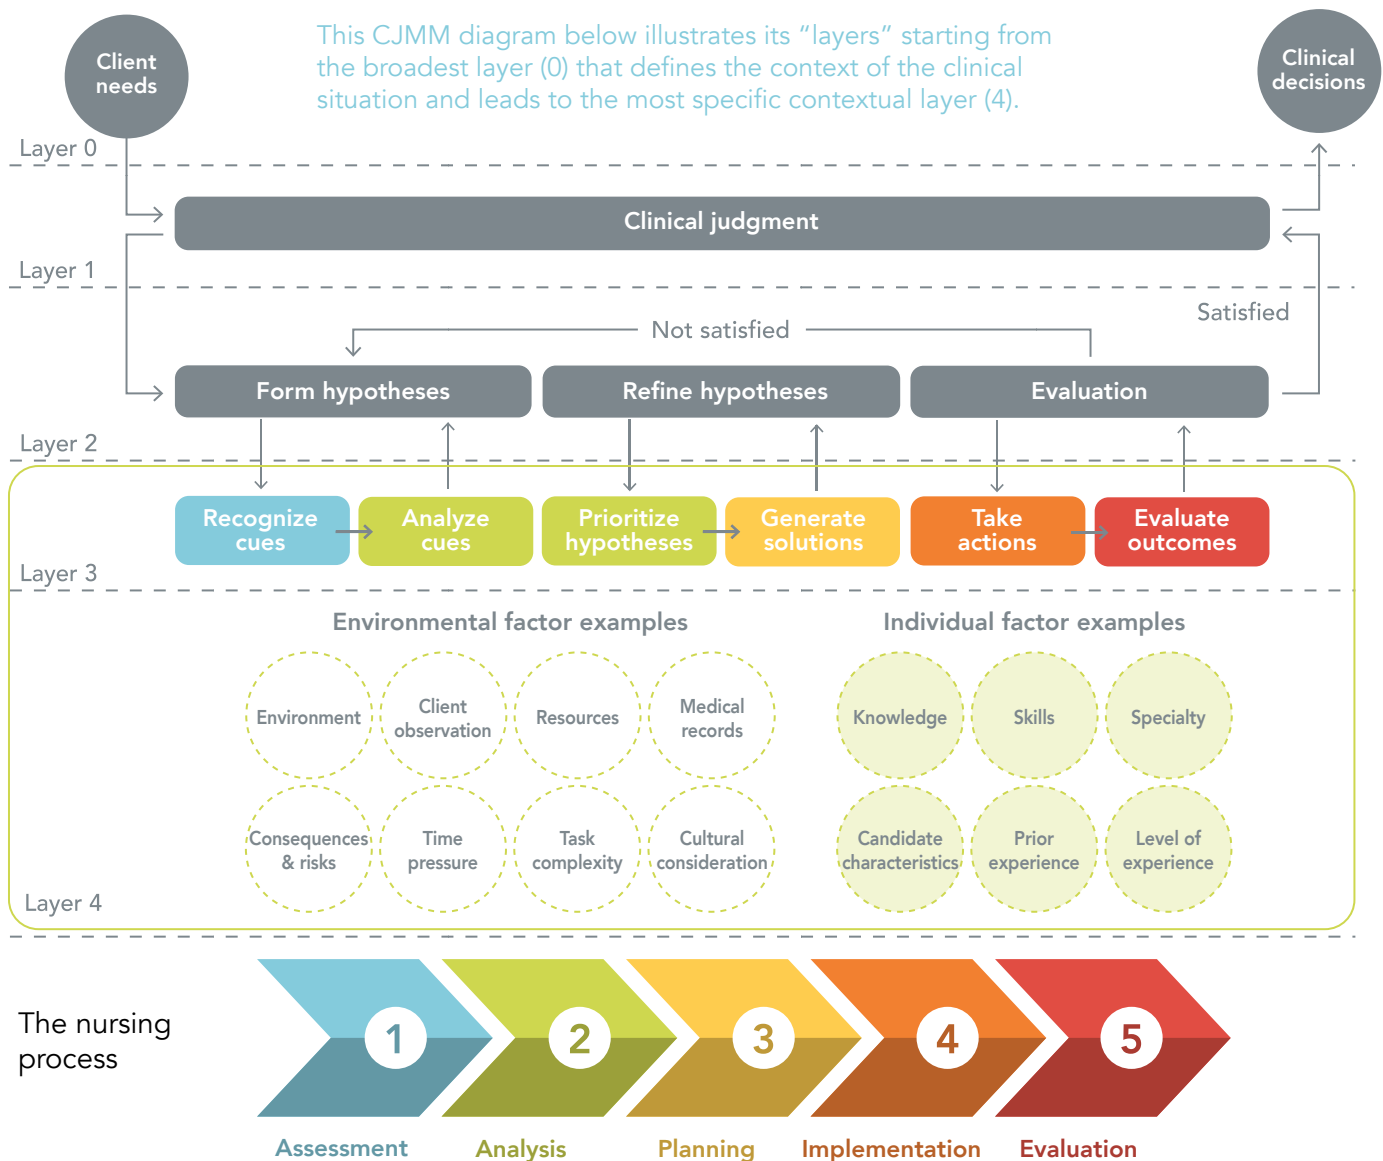 Client
needs
This CJMM diagram below illustrates its “layers” starting from
the broadest layer (0) that defines the context of the clinical
situation and leads to the most specific contextual layer (4).
Clinical
decisions
Layer 0
Clinical judgment
Layer 1
Satisfied
Not satisfied
Form hypotheses
Refine hypotheses
Evaluation
Layer 2
Recognize
cues
Analyze
cues
Prioritize
hypotheses
Generate
solutions
Take
actions
Evaluate
outcomes
Layer 3
Environmental factor examples
Individual factor examples
Environment
Client
observation
Resources
Medical
records
Knowledge
Skills
Specialty
Consequences
& risks
Time
pressure
Task
complexity
Cultural
consideration
Candidate
characteristics
Prior
experience
Level of
experience
Layer 4
The nursing
process
1
2
3
4
5
Assessment
Analysis
Planning
Implementation
Evaluation